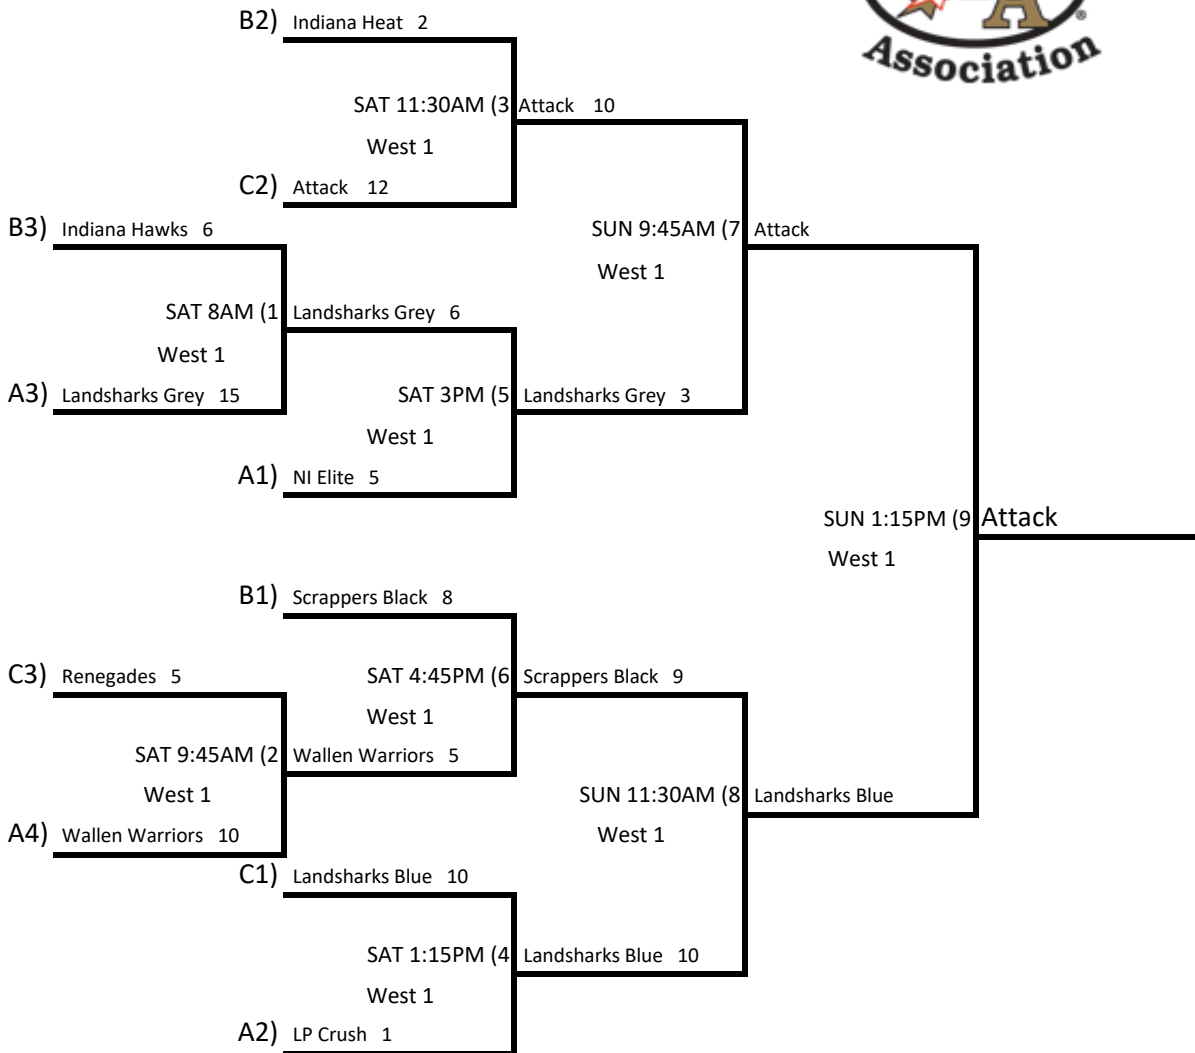 B2) Indiana Heat 2
Association
®
SAT 11:30AM (3 Attack 10
West 1
C2) Attack 12
B3) Indiana Hawks 6
SUN 9:45AM (7 Attack
West 1
SAT 8AM (1 Landsharks Grey 6
West 1
A3) Landsharks Grey 15
SAT 3PM (5 Landsharks Grey 3
West 1
A1) NI Elite 5
SUN 1:15PM (9 Attack
West 1
B1) Scrappers Black 8
C3) Renegades 5
SAT 4:45PM (6 Scrappers Black 9
West 1
SAT 9:45AM (2 Wallen Warriors 5
West 1
SUN 11:30AM (8 Landsharks Blue
West 1
A4) Wallen Warriors 10
C1) Landsharks Blue 10
SAT 1:15PM (4 Landsharks Blue 10
West 1
A2) LP Crush 1